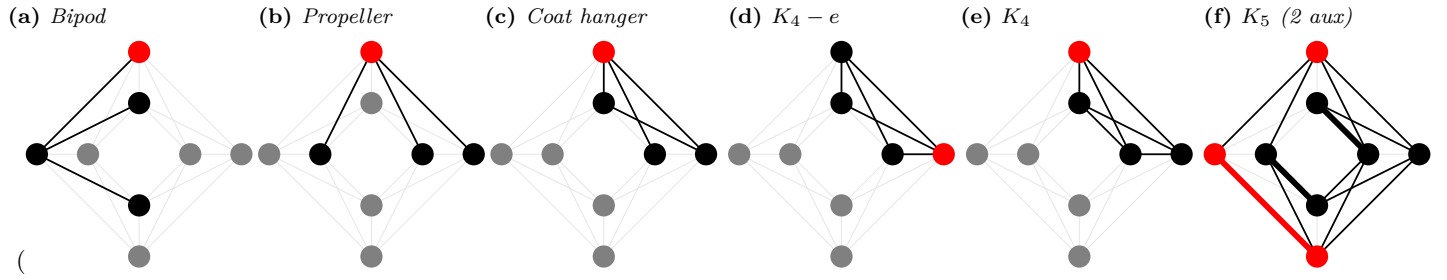 (a) Bipod
(b) Propeller
(c) Coat hanger
(d) K₄ − e
(e) K₄
(f) K₅ (2 aux)
(